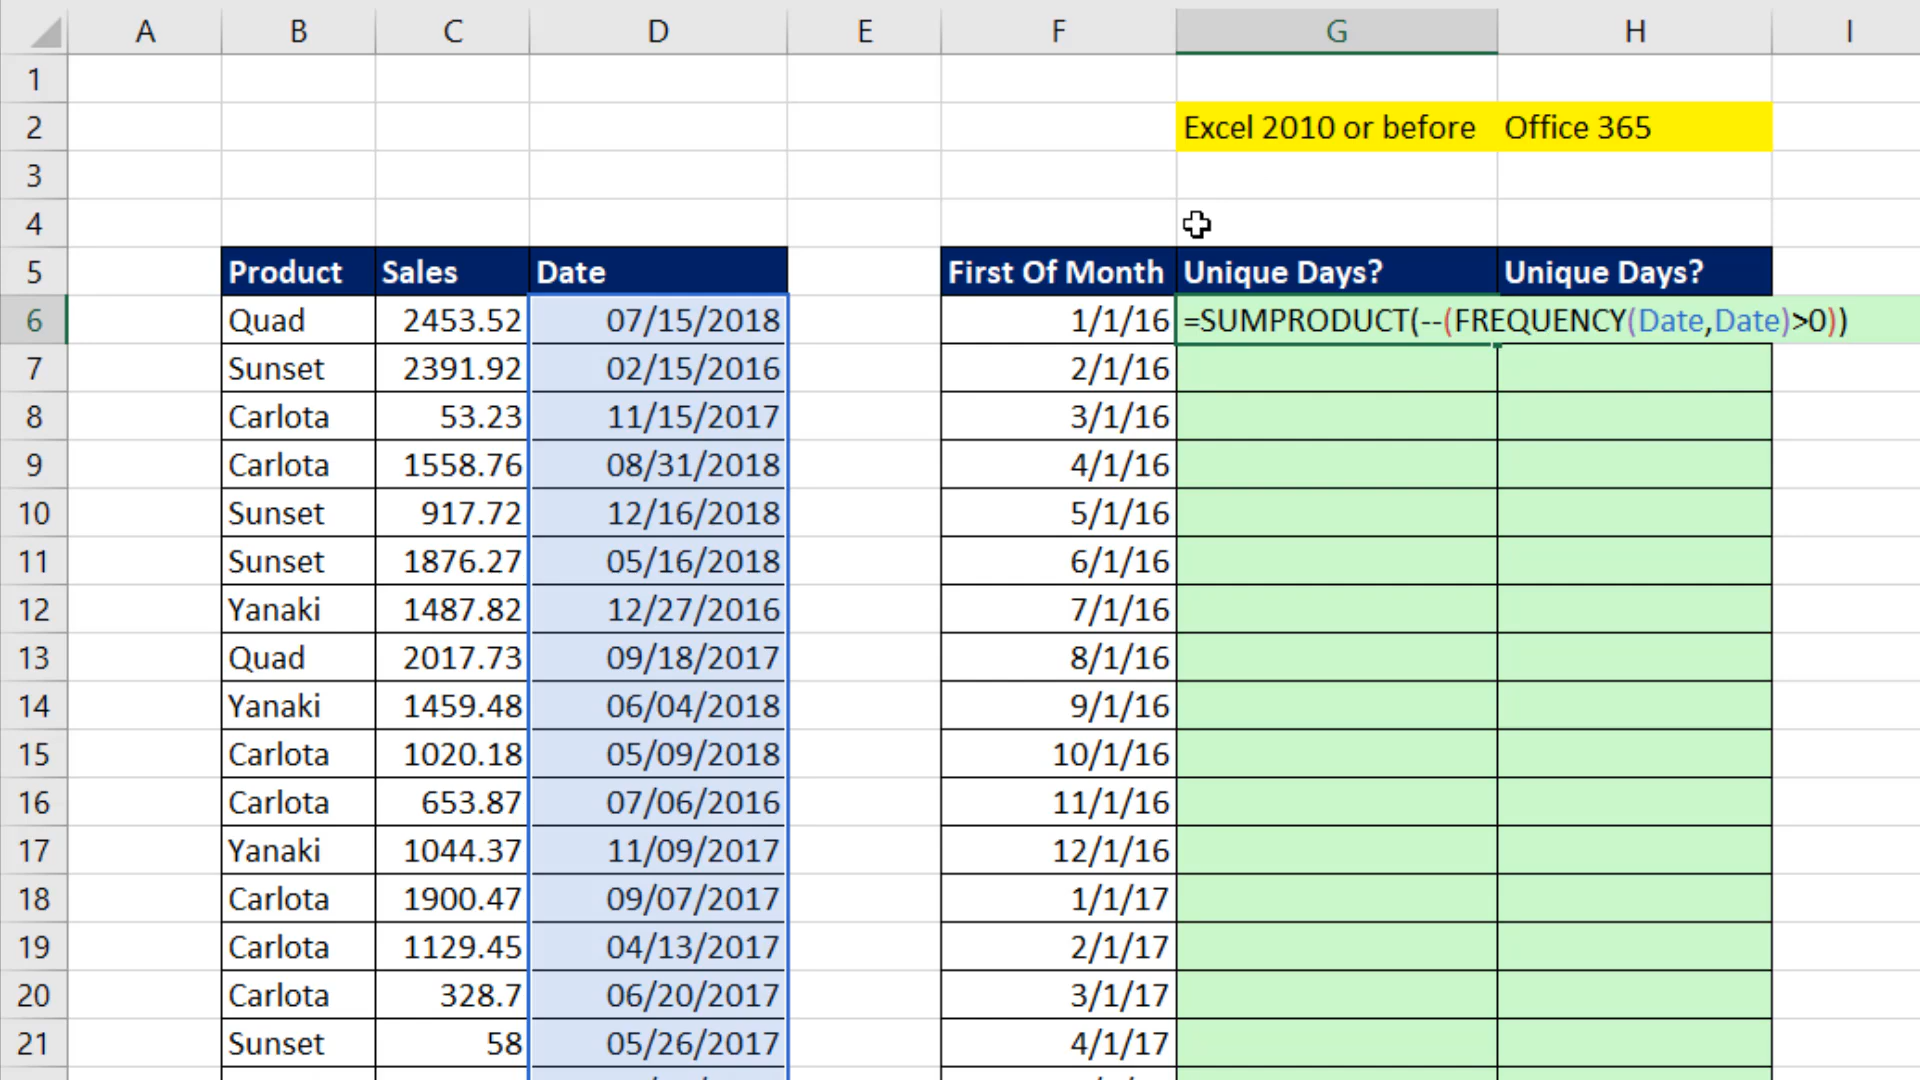 A B C D E F G H I
1
2 Excel 2010 or before Office 365
3
4
5 Product Sales Date First Of Month Unique Days? Unique Days?
6 Quad 2453.52 07/15/2018 1/1/16 =SUMPRODUCT(--(FREQUENCY(Date,Date)>0))
7 Sunset 2391.92 02/15/2016 2/1/16
8 Carlota 53.23 11/15/2017 3/1/16
9 Carlota 1558.76 08/31/2018 4/1/16
10 Sunset 917.72 12/16/2018 5/1/16
11 Sunset 1876.27 05/16/2018 6/1/16
12 Yanaki 1487.82 12/27/2016 7/1/16
13 Quad 2017.73 09/18/2017 8/1/16
14 Yanaki 1459.48 06/04/2018 9/1/16
15 Carlota 1020.18 05/09/2018 10/1/16
16 Carlota 653.87 07/06/2016 11/1/16
17 Yanaki 1044.37 11/09/2017 12/1/16
18 Carlota 1900.47 09/07/2017 1/1/17
19 Carlota 1129.45 04/13/2017 2/1/17
20 Carlota 328.7 06/20/2017 3/1/17
21 Sunset 58 05/26/2017 4/1/17